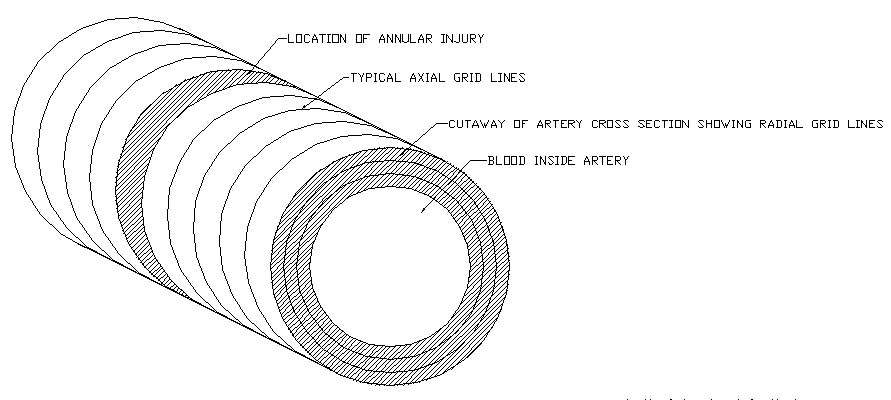 LOCATION OF ANNULAR INJURY
TYPICAL AXIAL GRID LINES
CUTAWAY OF ARTERY CROSS SECTION SHOWING RADIAL GRID LINES
BLOOD INSIDE ARTERY